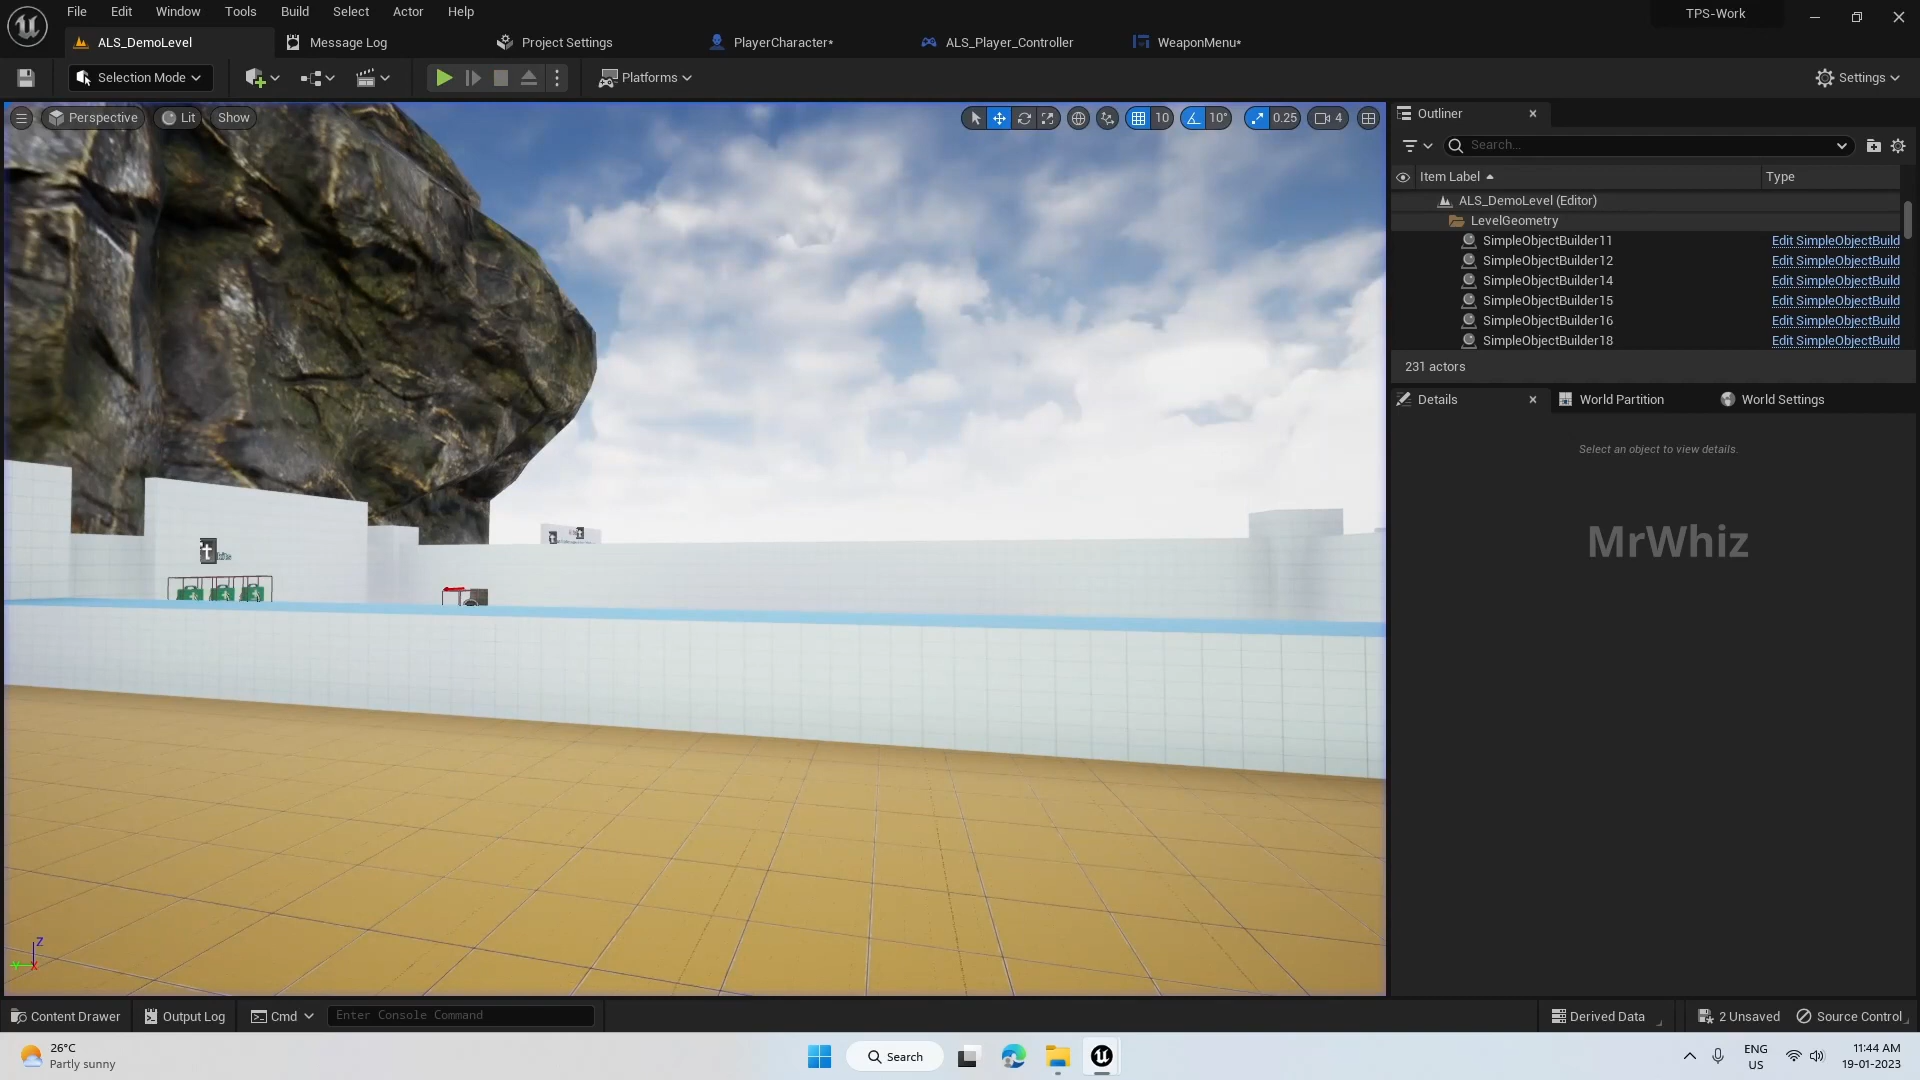 File Edit Window Tools Build Select Actor Help
TPS-Work
ALS_DemoLevel
Message Log
Project Settings
PlayerCharacter*
ALS_Player_Controller
WeaponMenu*
Selection Mode
Platforms
Settings
Perspective
Lit
Show
10
10°
0.25
4
Outliner
Search...
Item Label
Type
ALS_DemoLevel (Editor)
LevelGeometry
SimpleObjectBuilder11 Edit SimpleObjectBuild
SimpleObjectBuilder12 Edit SimpleObjectBuild
SimpleObjectBuilder14 Edit SimpleObjectBuild
SimpleObjectBuilder15 Edit SimpleObjectBuild
SimpleObjectBuilder16 Edit SimpleObjectBuild
SimpleObjectBuilder18 Edit SimpleObjectBuild
231 actors
Details
World Partition
World Settings
Select an object to view details.
MrWhiz
t
Z
Y
X
Content Drawer
Output Log
Cmd
Enter Console Command
Derived Data
2 Unsaved
Source Control
26°C
Partly sunny
Search
ENG
US
11:44 AM
19-01-2023